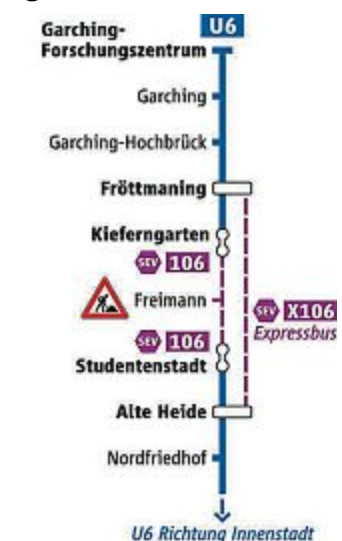 U6
Garching-
Forschungszentrum
Garching
Garching-Hochbrück
Fröttmaning
Kieferngarten
SEV 106
Freimann
SEV X106
Expressbus
SEV 106
Studentenstadt
Alte Heide
Nordfriedhof
U6 Richtung Innenstadt